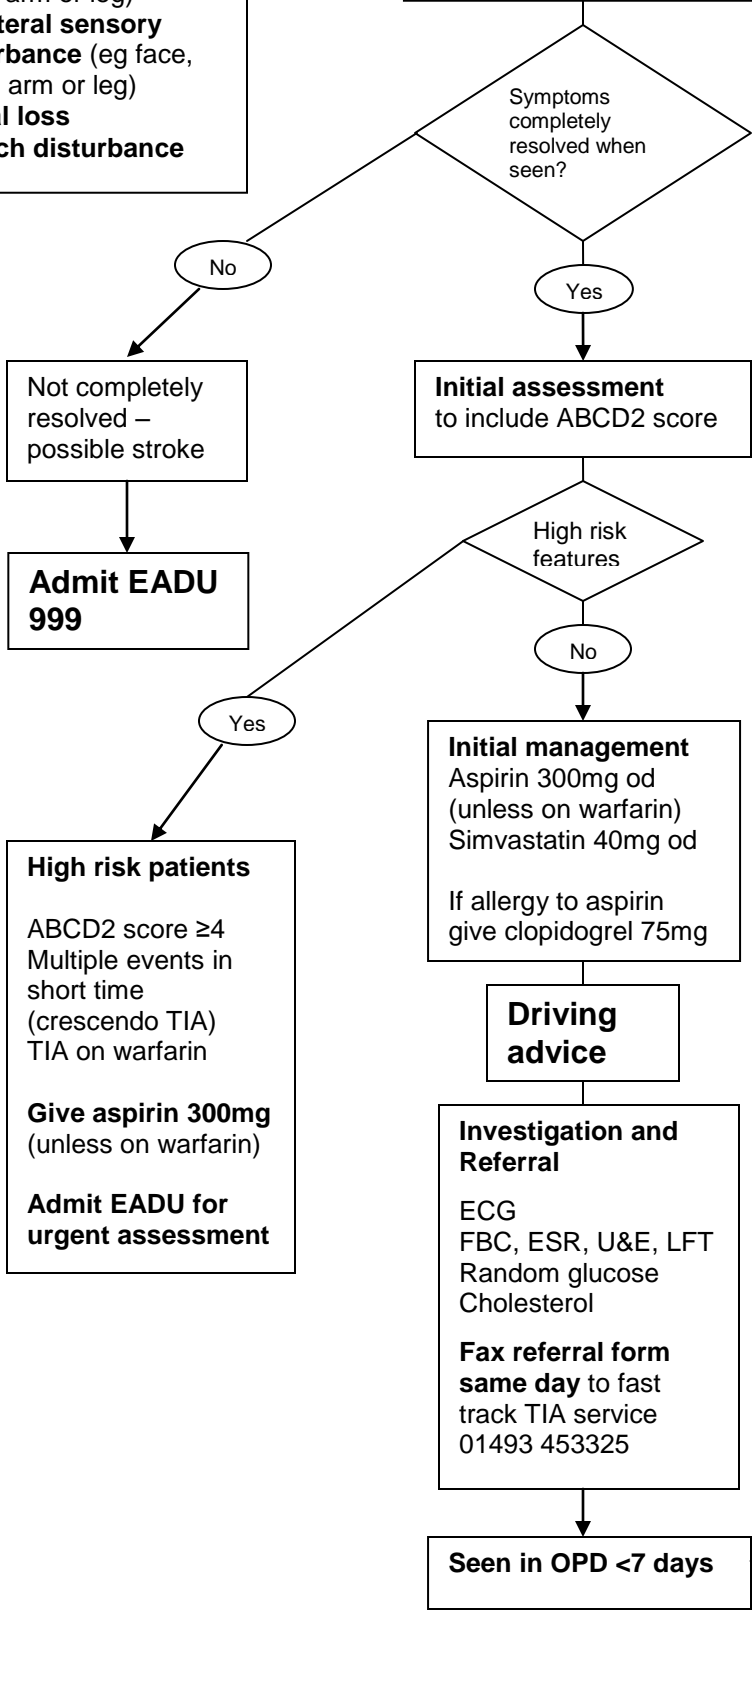 arm or leg)
teral sensory
rbance (eg face,
arm or leg)
al loss
ch disturbance
Symptoms
completely
resolved when
seen?
No
Yes
Not completely
resolved –
possible stroke
Initial assessment
to include ABCD2 score
High risk
features
Admit EADU
999
No
Yes
Initial management
Aspirin 300mg od
(unless on warfarin)
Simvastatin 40mg od
If allergy to aspirin
give clopidogrel 75mg
High risk patients
ABCD2 score ≥4
Multiple events in
short time
(crescendo TIA)
TIA on warfarin
Give aspirin 300mg
(unless on warfarin)
Admit EADU for
urgent assessment
Driving
advice
Investigation and
Referral
ECG
FBC, ESR, U&E, LFT
Random glucose
Cholesterol
Fax referral form
same day to fast
track TIA service
01493 453325
Seen in OPD <7 days